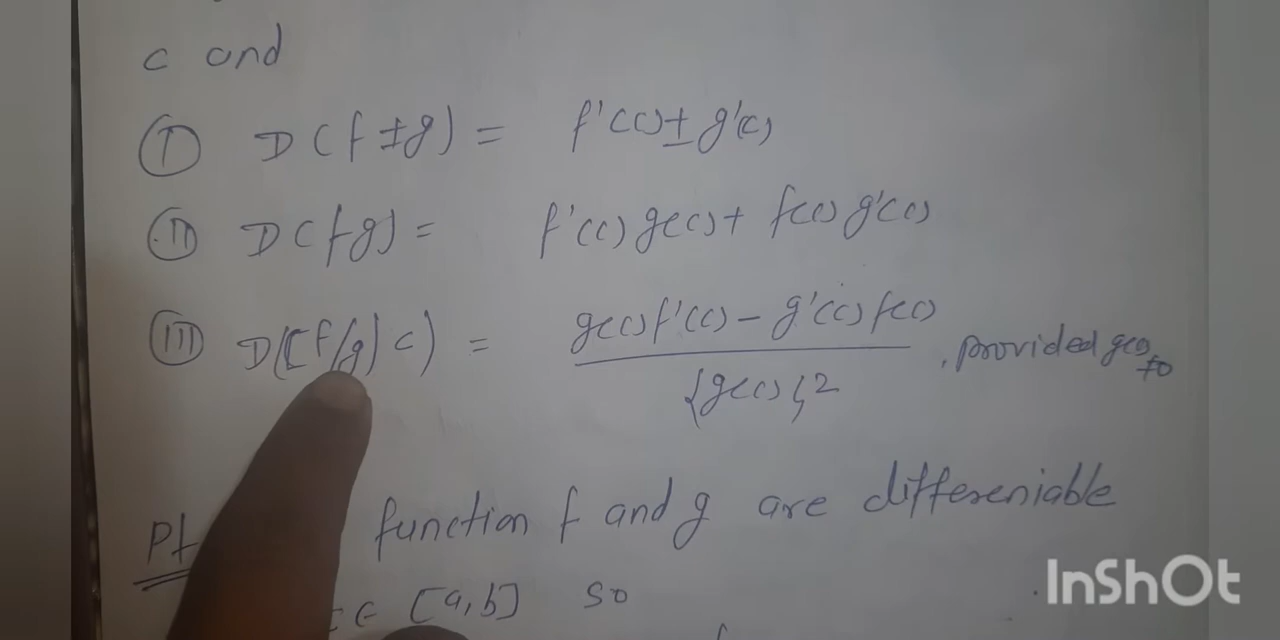 c and
(I) D(f±g) = f'(c)± g'(c)
(II) D(fg) = f'(c) g(c) + f(c) g'(c)
(III) D((f/g) c) = g(c) f'(c) - g'(c) f(c) / {g(c)}2 , provided g(c) ≠0
Pf function f and g are differeniable
c ∈ [a,b] so
InShOt